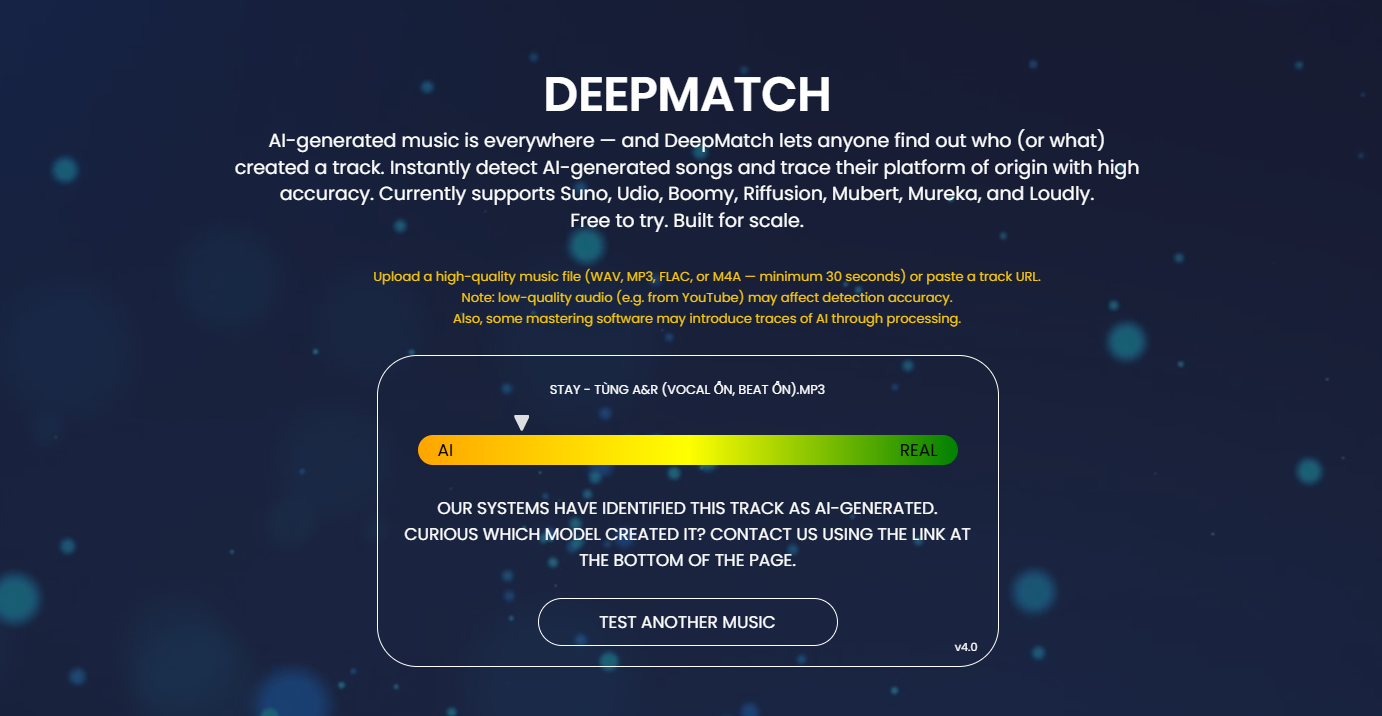 DEEPMATCH
AI-generated music is everywhere — and DeepMatch lets anyone find out who (or what)
created a track. Instantly detect AI-generated songs and trace their platform of origin with high
accuracy. Currently supports Suno, Udio, Boomy, Riffusion, Mubert, Mureka, and Loudly.
Free to try. Built for scale.
Upload a high-quality music file (WAV, MP3, FLAC, or M4A — minimum 30 seconds) or paste a track URL.
Note: low-quality audio (e.g. from YouTube) may affect detection accuracy.
Also, some mastering software may introduce traces of AI through processing.
STAY - TÙNG A&R (VOCAL ỔN, BEAT ỔN).MP3
AI REAL
OUR SYSTEMS HAVE IDENTIFIED THIS TRACK AS AI-GENERATED.
CURIOUS WHICH MODEL CREATED IT? CONTACT US USING THE LINK AT
THE BOTTOM OF THE PAGE.
TEST ANOTHER MUSIC
v4.0